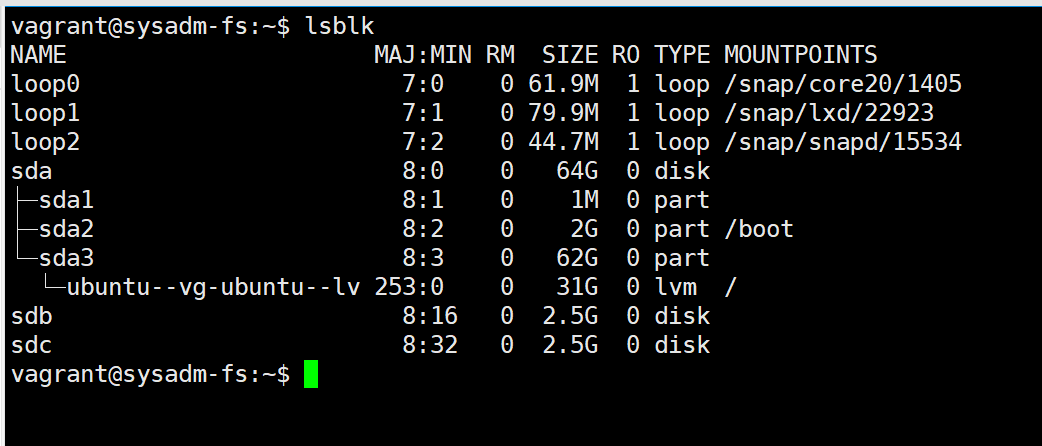 vagrant@sysadm-fs:~$ lsblk
NAME                      MAJ:MIN RM  SIZE RO TYPE MOUNTPOINTS
loop0                       7:0    0 61.9M  1 loop /snap/core20/1405
loop1                       7:1    0 79.9M  1 loop /snap/lxd/22923
loop2                       7:2    0 44.7M  1 loop /snap/snapd/15534
sda                         8:0    0   64G  0 disk
├─sda1                      8:1    0    1M  0 part
├─sda2                      8:2    0    2G  0 part /boot
└─sda3                      8:3    0   62G  0 part
  └─ubuntu--vg-ubuntu--lv 253:0    0   31G  0 lvm  /
sdb                         8:16   0  2.5G  0 disk
sdc                         8:32   0  2.5G  0 disk
vagrant@sysadm-fs:~$